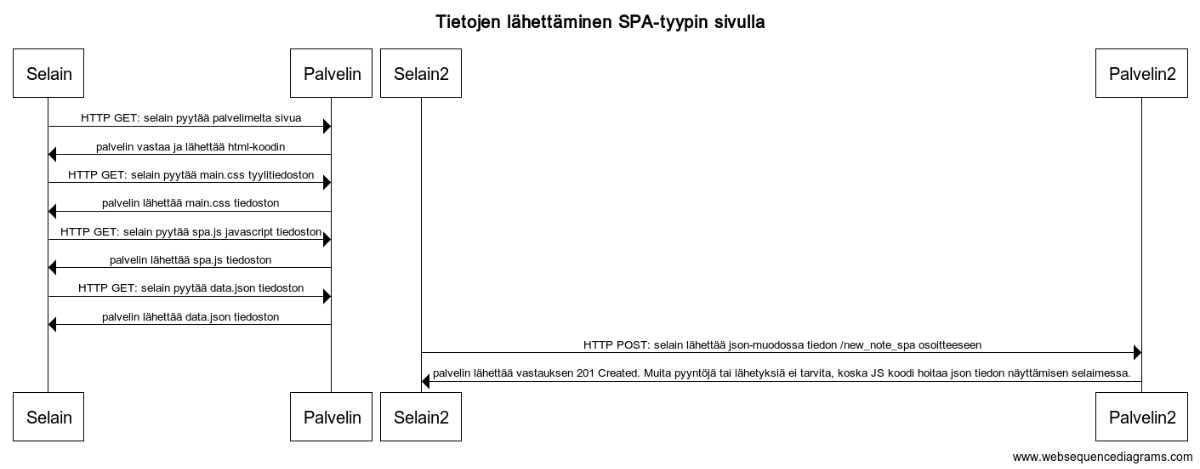 Tietojen lähettäminen SPA-tyypin sivulla
Selain
Palvelin
Selain2
Palvelin2
HTTP GET: selain pyytää palvelimelta sivua
palvelin vastaa ja lähettää html-koodin
HTTP GET: selain pyytää main.css tyylitiedoston
palvelin lähettää main.css tiedoston
HTTP GET: selain pyytää spa.js javascript tiedoston
palvelin lähettää spa.js tiedoston
HTTP GET: selain pyytää data.json tiedoston
palvelin lähettää data.json tiedoston
HTTP POST: selain lähettää json-muodossa tiedon /new_note_spa osoitteeseen
palvelin lähettää vastauksen 201 Created. Muita pyyntöjä tai lähetyksiä ei tarvita, koska JS koodi hoitaa json tiedon näyttämisen selaimessa.
Selain
Palvelin
Selain2
Palvelin2
www.websequencediagrams.com